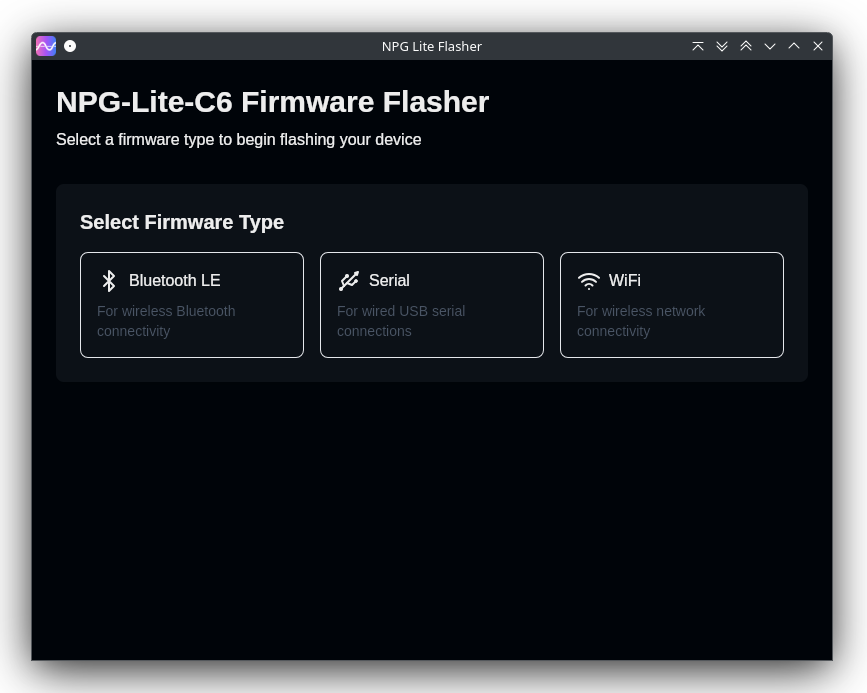 NPG Lite Flasher
NPG-Lite-C6 Firmware Flasher
Select a firmware type to begin flashing your device
Select Firmware Type
Bluetooth LE
For wireless Bluetooth
connectivity
Serial
For wired USB serial
connections
WiFi
For wireless network
connectivity